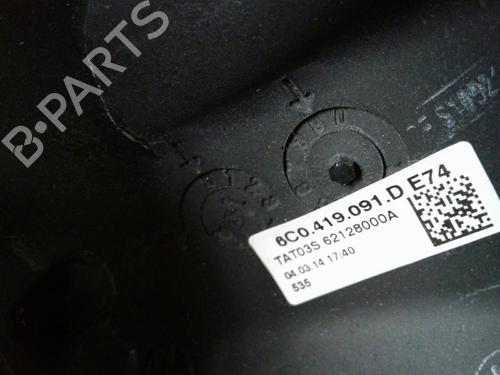 B-PARTS
6C0.419.091.D E74
TAT03S 62128000A
04.03.14 17:40
535